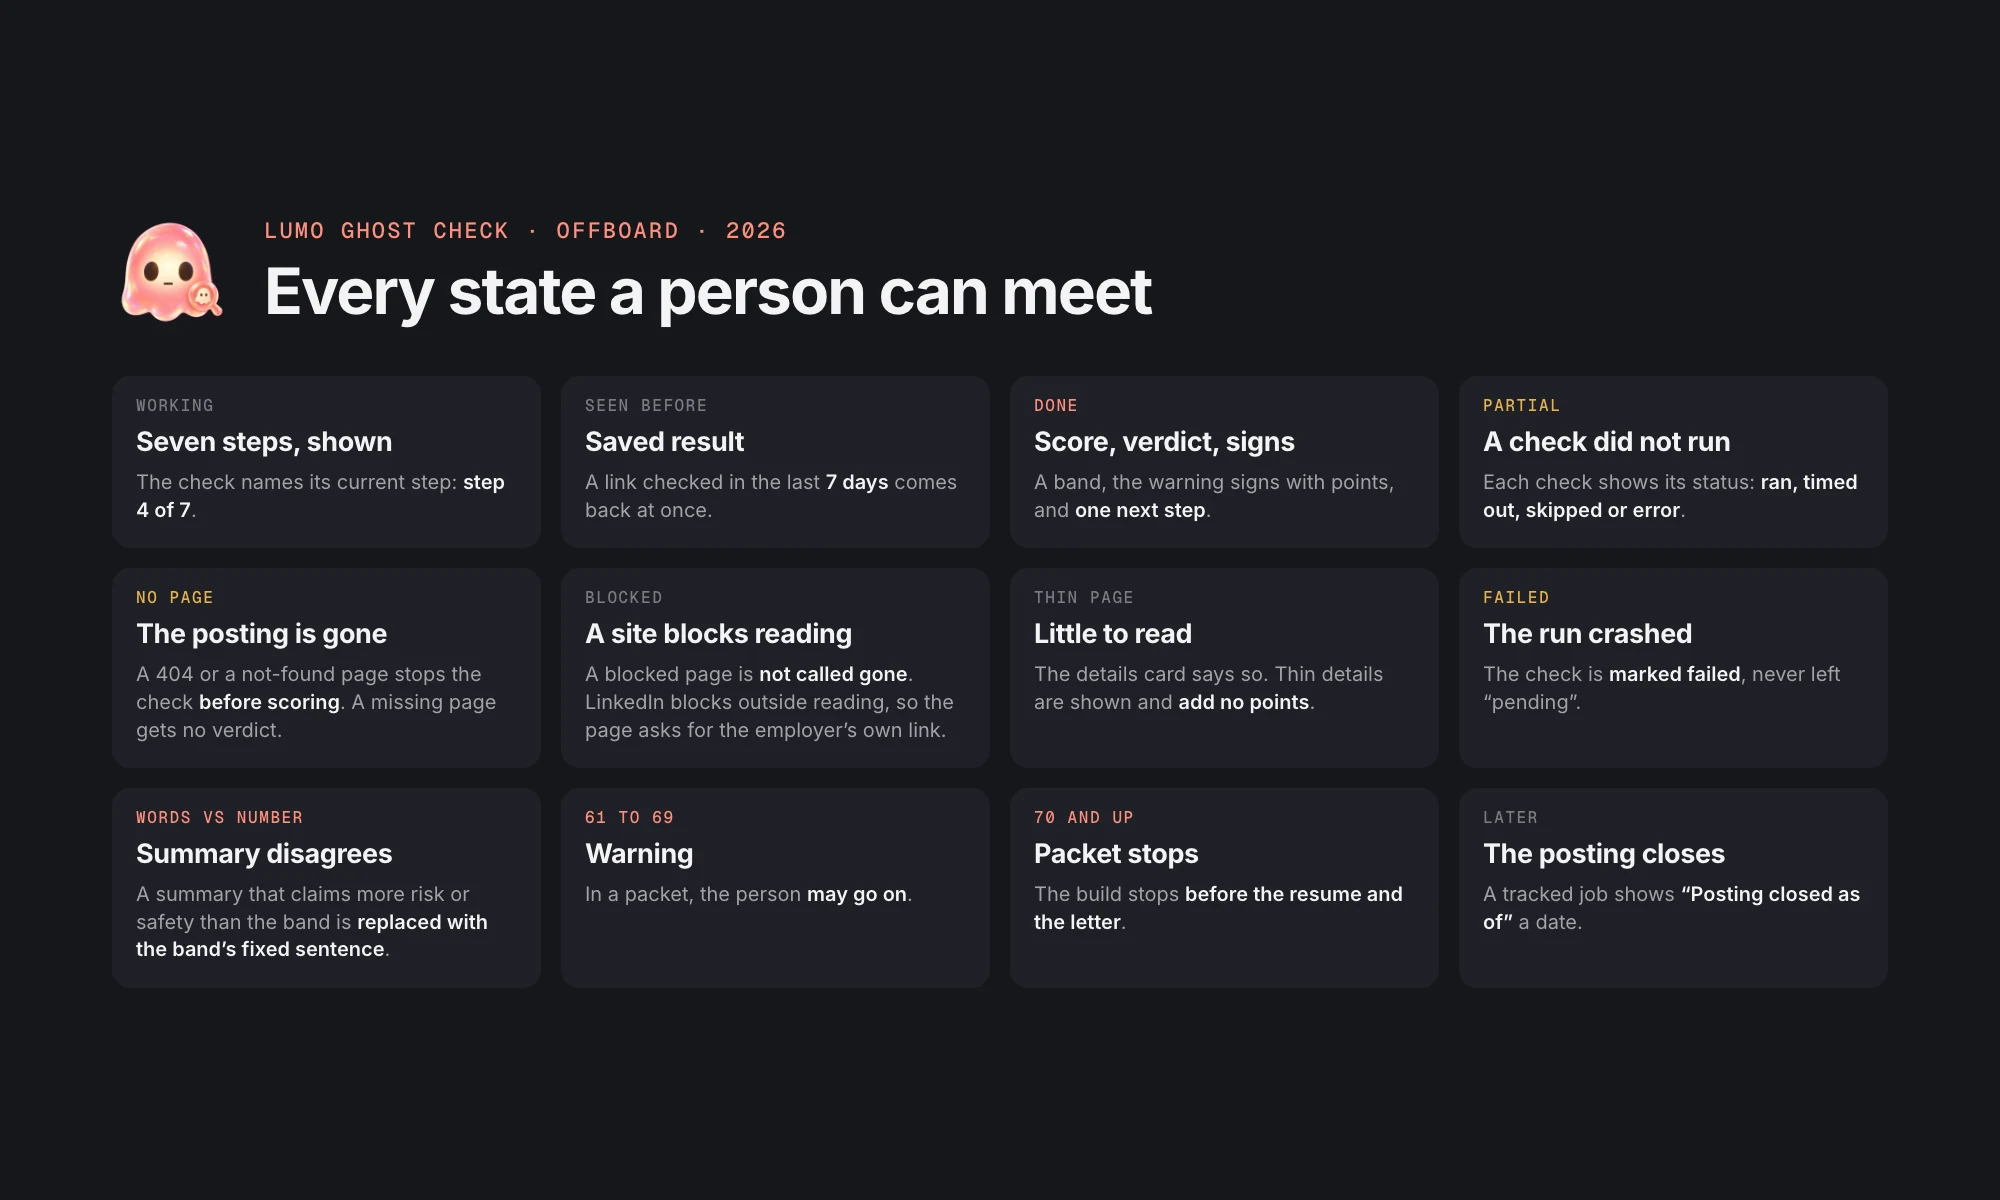 LUMO GHOST CHECK · OFFBOARD · 2026
Every state a person can meet
WORKING
Seven steps, shown
The check names its current step: step
4 of 7.
SEEN BEFORE
Saved result
A link checked in the last 7 days comes
back at once.
DONE
Score, verdict, signs
A band, the warning signs with points,
and one next step.
PARTIAL
A check did not run
Each check shows its status: ran, timed
out, skipped or error.
NO PAGE
The posting is gone
A 404 or a not-found page stops the
check before scoring. A missing page
gets no verdict.
BLOCKED
A site blocks reading
A blocked page is not called gone.
LinkedIn blocks outside reading, so the
page asks for the employer’s own link.
THIN PAGE
Little to read
The details card says so. Thin details
are shown and add no points.
FAILED
The run crashed
The check is marked failed, never left
“pending”.
WORDS VS NUMBER
Summary disagrees
A summary that claims more risk or
safety than the band is replaced with
the band’s fixed sentence.
61 TO 69
Warning
In a packet, the person may go on.
70 AND UP
Packet stops
The build stops before the resume and
the letter.
LATER
The posting closes
A tracked job shows “Posting closed as
of” a date.